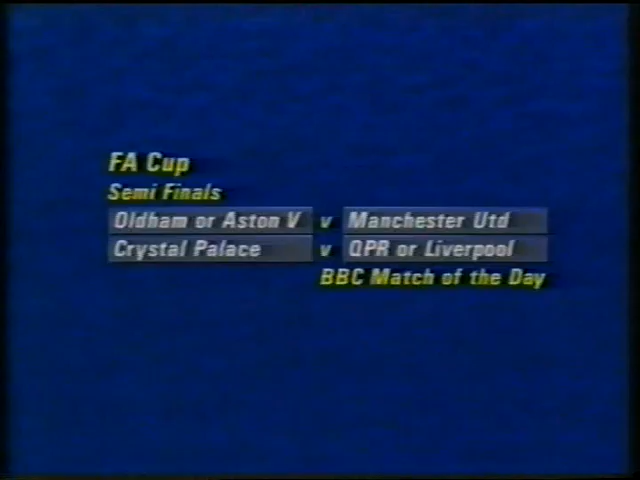 FA Cup
Semi Finals
Oldham or Aston V v Manchester Utd
Crystal Palace v QPR or Liverpool
BBC Match of the Day